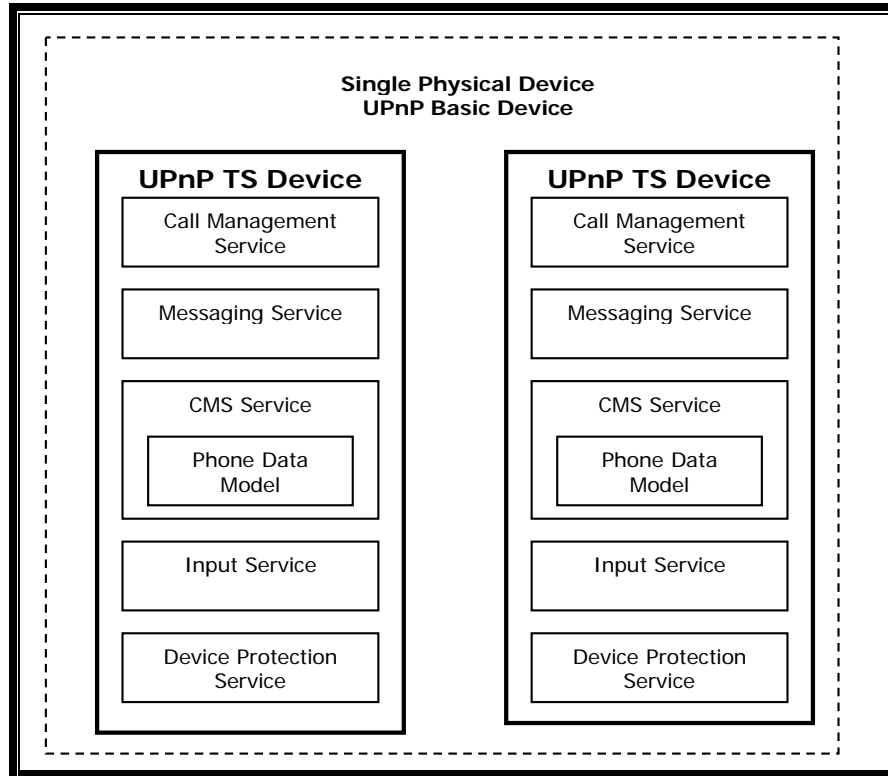 Single Physical Device
UPnP Basic Device
UPnP TS Device
Call Management
Service
Messaging Service
CMS Service
Phone Data
Model
Input Service
Device Protection
Service
UPnP TS Device
Call Management
Service
Messaging Service
CMS Service
Phone Data
Model
Input Service
Device Protection
Service